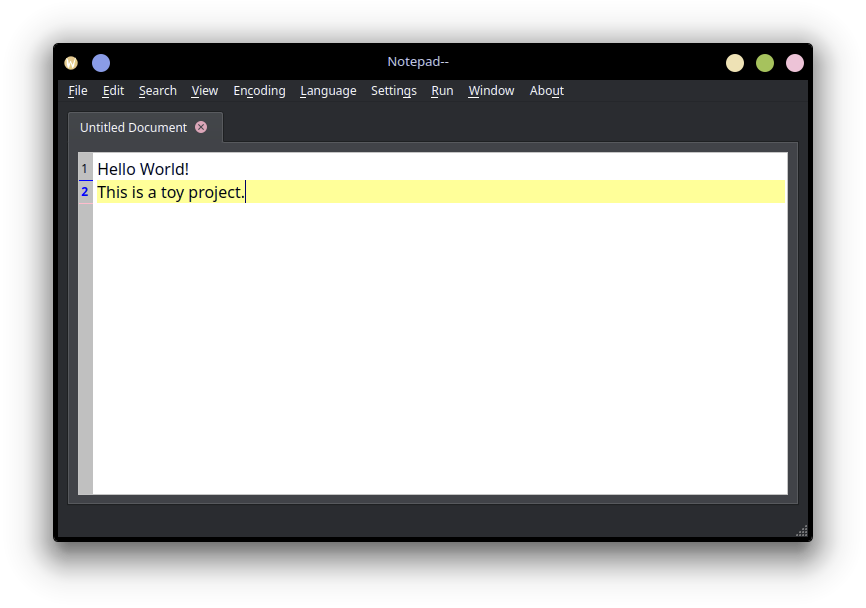 Notepad--
File Edit Search View Encoding Language Settings Run Window About
Untitled Document
1 Hello World!
2 This is a toy project.